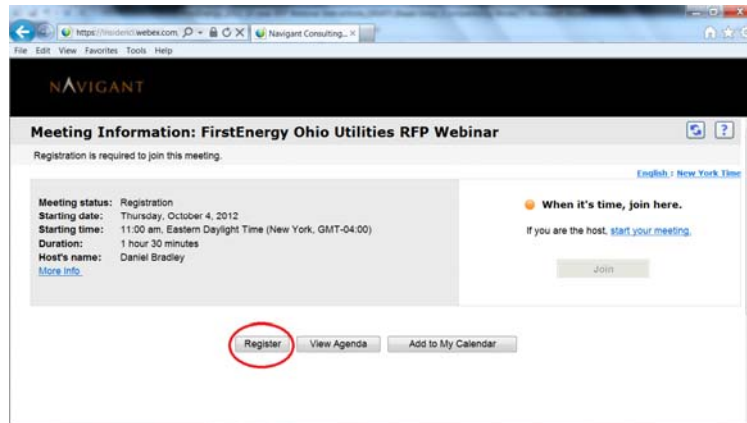 webex.com
Navigant Consulting...
File Edit View Favorites Tools Help
NAVIGANT
Meeting Information: FirstEnergy Ohio Utilities RFP Webinar
?
Registration is required to join this meeting.
English : New York Time
Meeting status: Registration
Starting date: Thursday, October 4, 2012
Starting time: 11:00 am, Eastern Daylight Time (New York, GMT-04:00)
Duration: 1 hour 30 minutes
Host's name: Daniel Bradley
More Info
When it's time, join here.
If you are the host, start your meeting.
Join
Register View Agenda Add to My Calendar